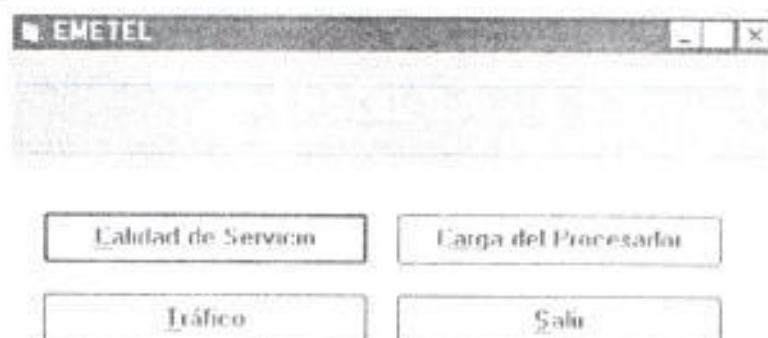 EMETEL
Calidad de Servicio
Carga del Procesador
Tráfico
Salir